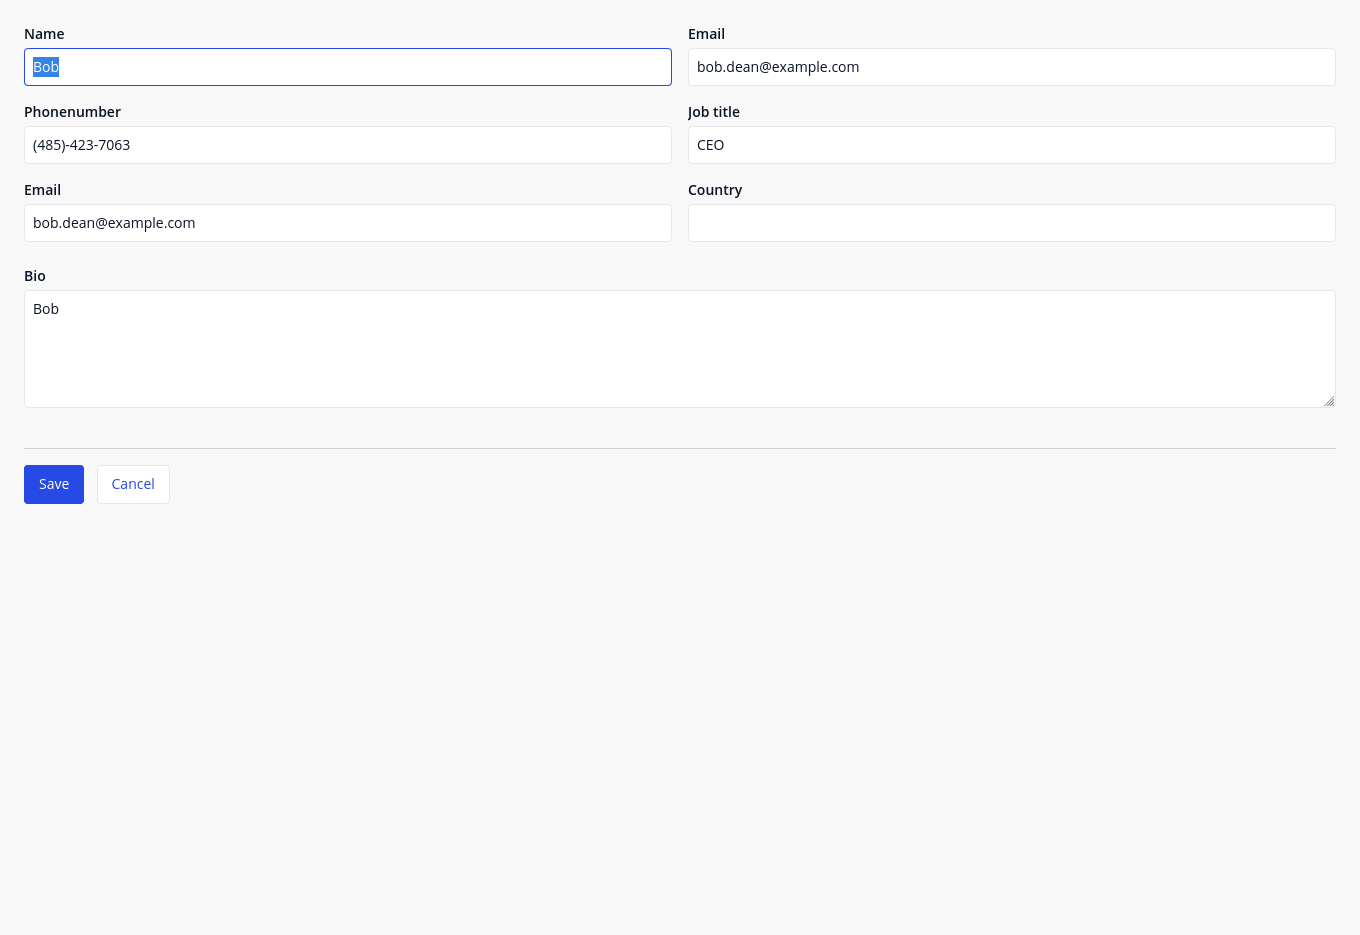 Name
Email
Bob
bob.dean@example.com
Phonenumber
Job title
(485)-423-7063
CEO
Email
Country
bob.dean@example.com
Bio
Bob
Save
Cancel